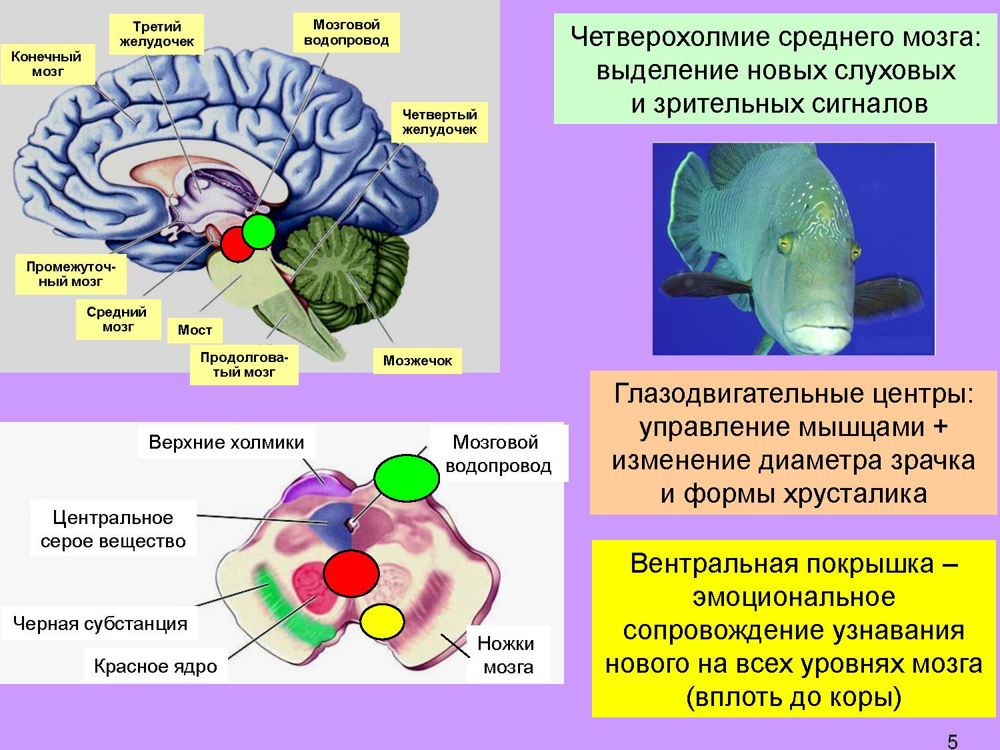 Третий
желудочек
Мозговой
водопровод
Конечный
мозг
Четвертый
желудочек
Промежуточ-
ный мозг
Средний
мозг
Мост
Продолгова-
тый мозг
Мозжечок
Четверохолмие среднего мозга:
выделение новых слуховых
и зрительных сигналов
Глазодвигательные центры:
управление мышцами +
изменение диаметра зрачка
и формы хрусталика
Вентральная покрышка –
эмоциональное
сопровождение узнавания
нового на всех уровнях мозга
(вплоть до коры)
Верхние холмики
Мозговой
водопровод
Центральное
серое вещество
Черная субстанция
Красное ядро
Ножки
мозга
5